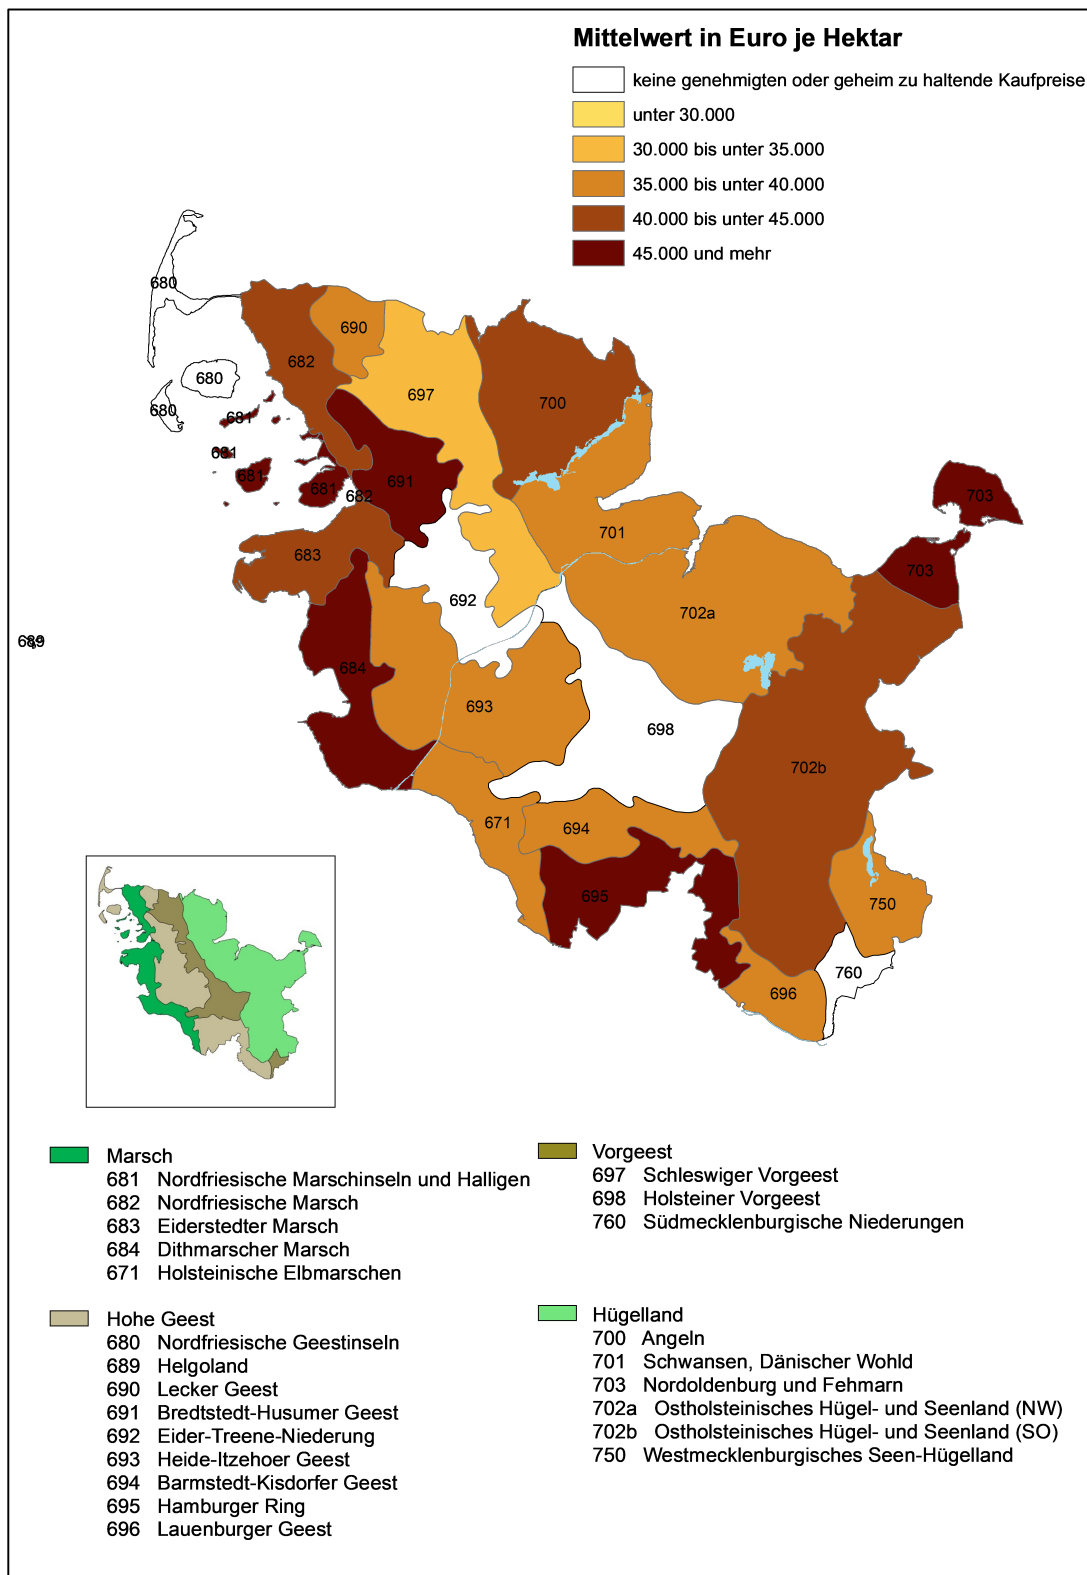 Mittelwert in Euro je Hektar
keine genehmigten oder geheim zu haltende Kaufpreise
unter 30.000
30.000 bis unter 35.000
35.000 bis unter 40.000
40.000 bis unter 45.000
45.000 und mehr
680
690
682
680
697
700
680
681
681
681
681
691
682
703
683
701
703
692
702a
689
684
693
698
702b
671
694
695
750
760
696
Marsch
681 Nordfriesische Marschinseln und Halligen
682 Nordfriesische Marsch
683 Eiderstedter Marsch
684 Dithmarscher Marsch
671 Holsteinische Elbmarschen
Hohe Geest
680 Nordfriesische Geestinseln
689 Helgoland
690 Lecker Geest
691 Bredtstedt-Husumer Geest
692 Eider-Treene-Niederung
693 Heide-Itzehoer Geest
694 Barmstedt-Kisdorfer Geest
695 Hamburger Ring
696 Lauenburger Geest
Vorgeest
697 Schleswiger Vorgeest
698 Holsteiner Vorgeest
760 Südmecklenburgische Niederungen
Hügelland
700 Angeln
701 Schwansen, Dänischer Wohld
703 Nordoldenburg und Fehmarn
702a Ostholsteinisches Hügel- und Seenland (NW)
702b Ostholsteinisches Hügel- und Seenland (SO)
750 Westmecklenburgisches Seen-Hügelland